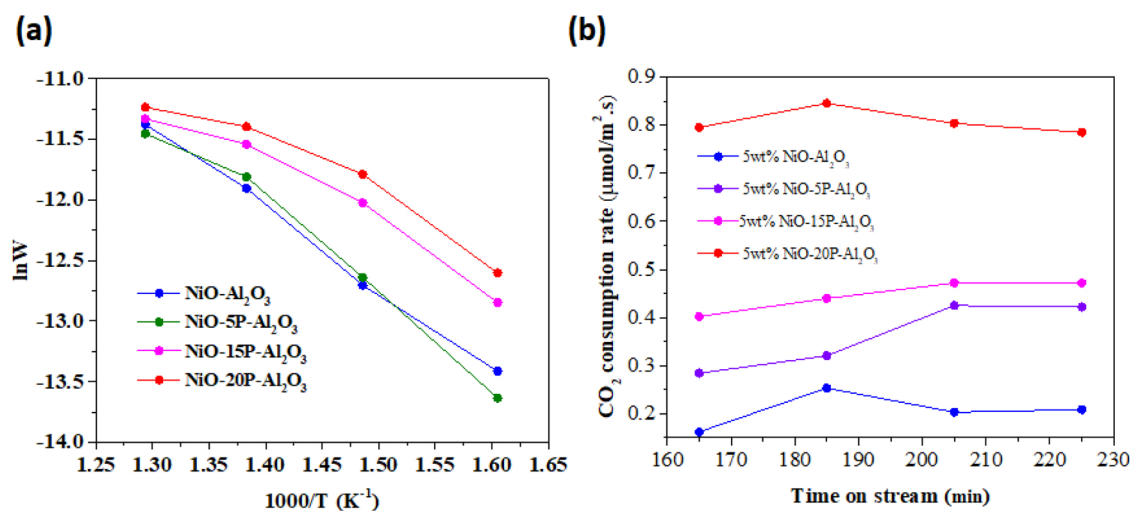 (a)
-11.0
-11.5
-12.0
-12.5
-13.0
-13.5
-14.0
lnW
NiO-Al₂O₃
NiO-5P-Al₂O₃
NiO-15P-Al₂O₃
NiO-20P-Al₂O₃
1.25 1.30 1.35 1.40 1.45 1.50 1.55 1.60 1.65
1000/T (K⁻¹)
(b)
0.9
0.8
0.7
0.6
0.5
0.4
0.3
0.2
CO₂ consumption rate (μmol/m².s)
5wt% NiO-Al₂O₃
5wt% NiO-5P-Al₂O₃
5wt% NiO-15P-Al₂O₃
5wt% NiO-20P-Al₂O₃
160 170 180 190 200 210 220 230
Time on stream (min)